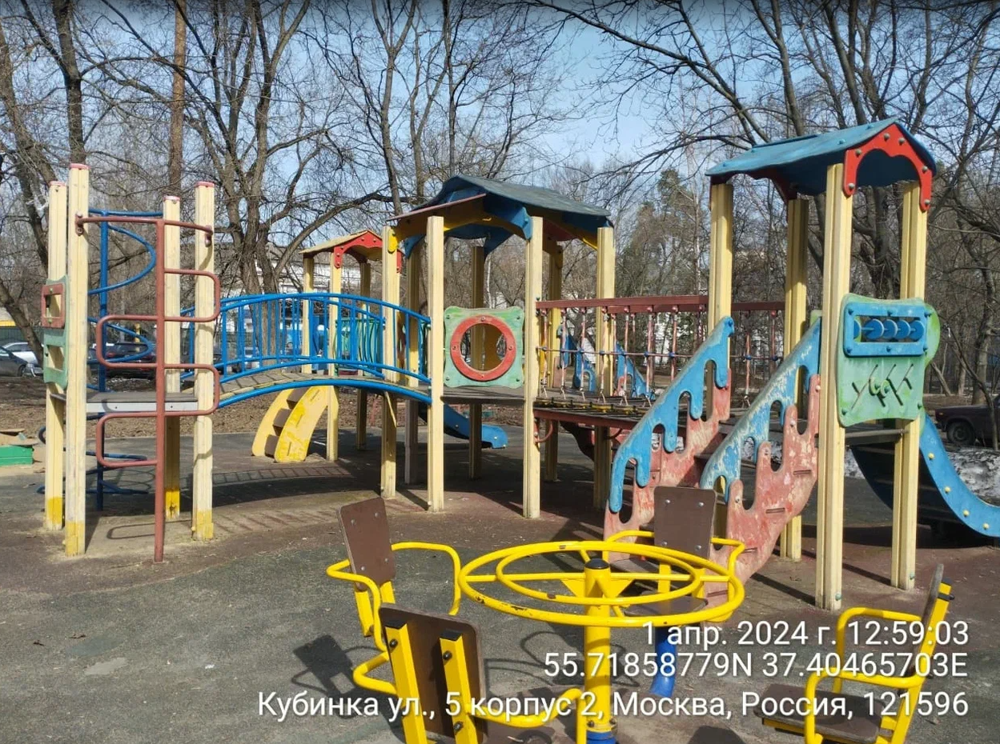 1 апр. 2024 г. 12:59:03
55.71858779N 37.40465703E
Кубинка ул., 5 корпус 2, Москва, Россия, 121596